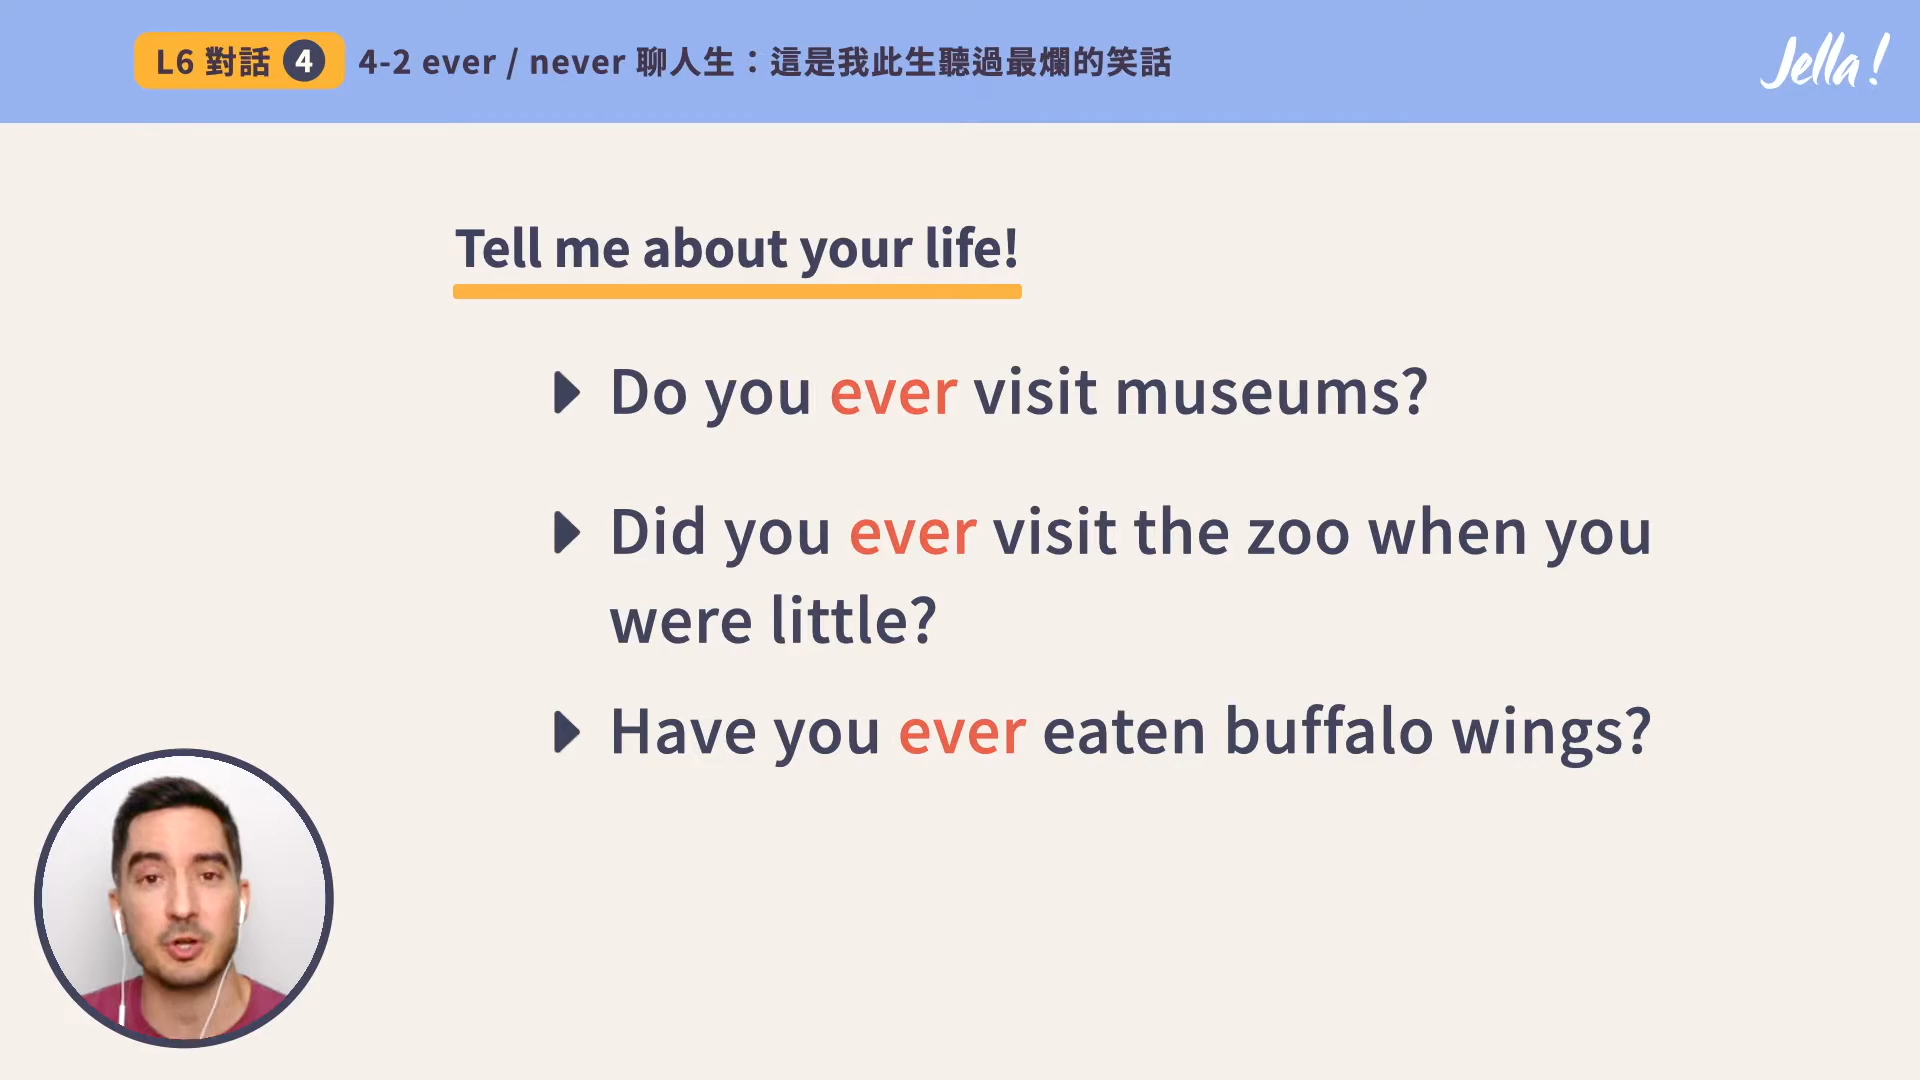 L6 對話 4 4-2 ever / never 聊人生：這是我此生聽過最爛的笑話
Jella!
Tell me about your life!
Do you ever visit museums?
Did you ever visit the zoo when you
were little?
Have you ever eaten buffalo wings?